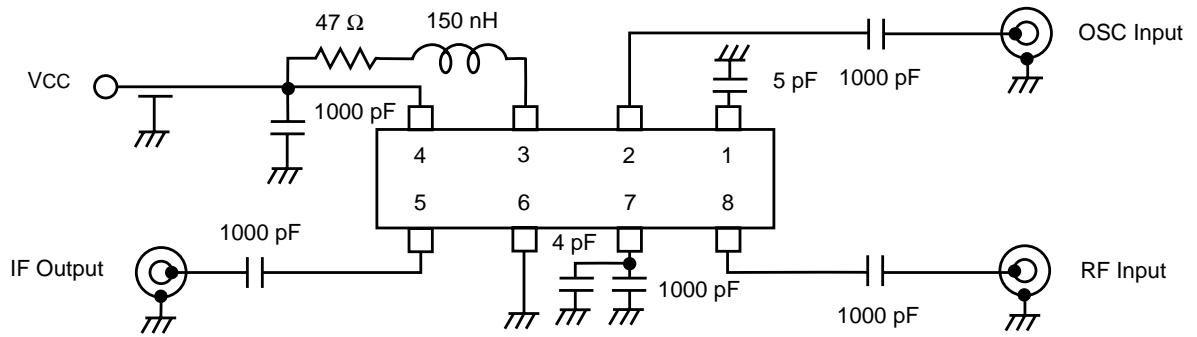 47 Ω
150 nH
OSC Input
VCC
1000 pF
5 pF
1000 pF
4 3 2 1
5 6 7 8
1000 pF
4 pF
IF Output
1000 pF
RF Input
1000 pF